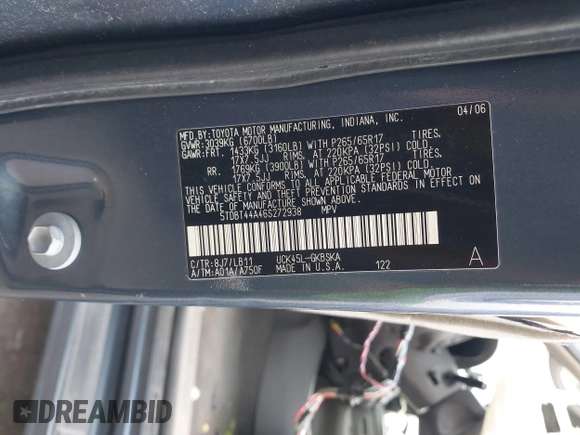 MFD.BY:TOYOTA MOTOR MANUFACTURING, INDIANA, INC. 04/06
GVWR:3039KG (6700LB)
GAWR:FRT. 1433KG (3160LB) WITH P265/65R17 TIRES.
17X7.5JJ RIMS. AT 220KPA (32PSI) COLD.
RR. 1769KG (3900LB) WITH P265/65R17 TIRES.
17X7.5JJ RIMS. AT 220KPA (32PSI) COLD.
THIS VEHICLE CONFORMS TO ALL APPLICABLE FEDERAL MOTOR
VEHICLE SAFETY STANDARDS IN EFFECT ON THE DATE OF
MANUFACTURE SHOWN ABOVE.
5TDBT44A46S272938 MPV
C/TR:8J7/LB11 UCK45L-GKBSKA A
A/TM:A01A/A750F MADE IN U.S.A. 122
DREAMBID